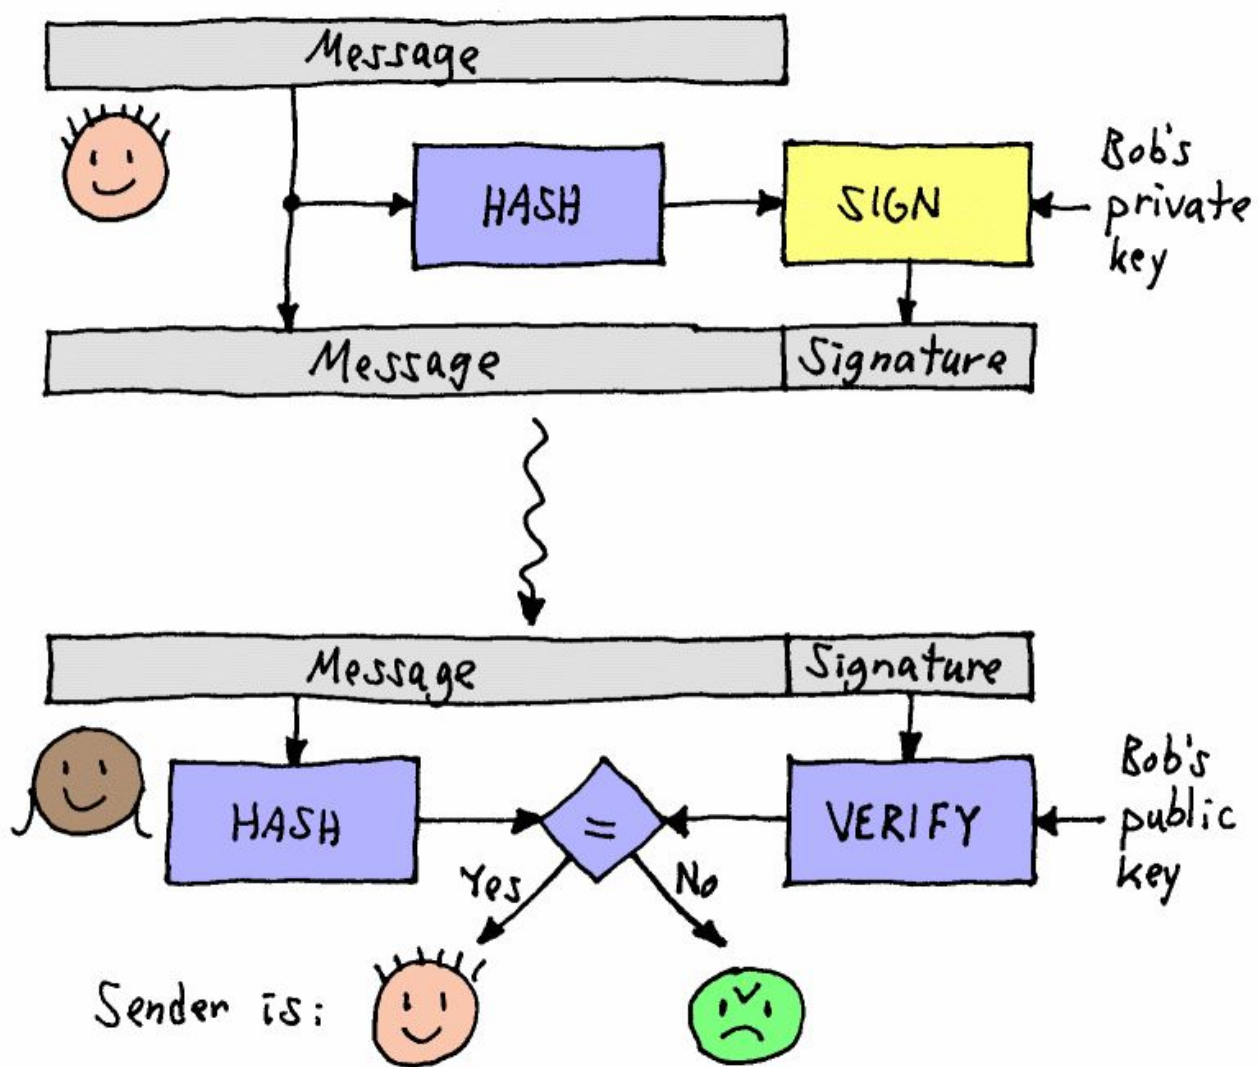 Message
HASH
SIGN
Bob's
private
key
Message
Signature
Message
Signature
HASH
=
VERIFY
Bob's
public
key
Yes
No
Sender is: